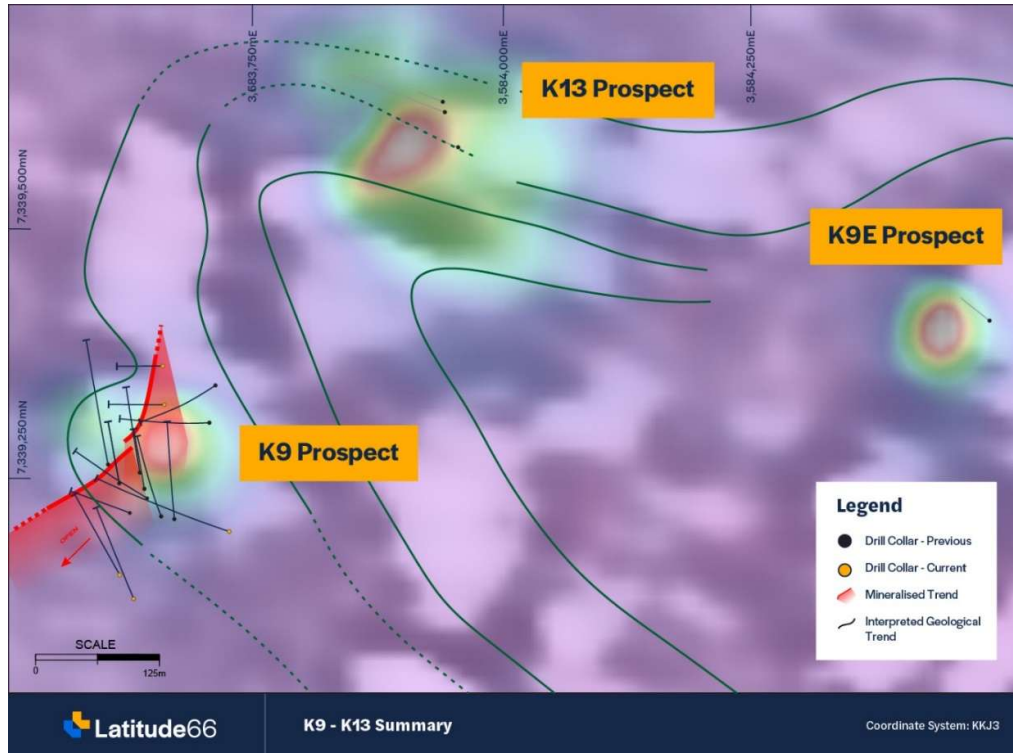 3,583,750mE
3,584,000mE
3,584,250mE
K13 Prospect
7,339,500mN
K9E Prospect
7,339,250mN
K9 Prospect
OPEN
Legend
Drill Collar - Previous
Drill Collar - Current
Mineralised Trend
Interpreted Geological
Trend
SCALE
0
125m
Latitude66
K9 - K13 Summary
Coordinate System: KKJ3